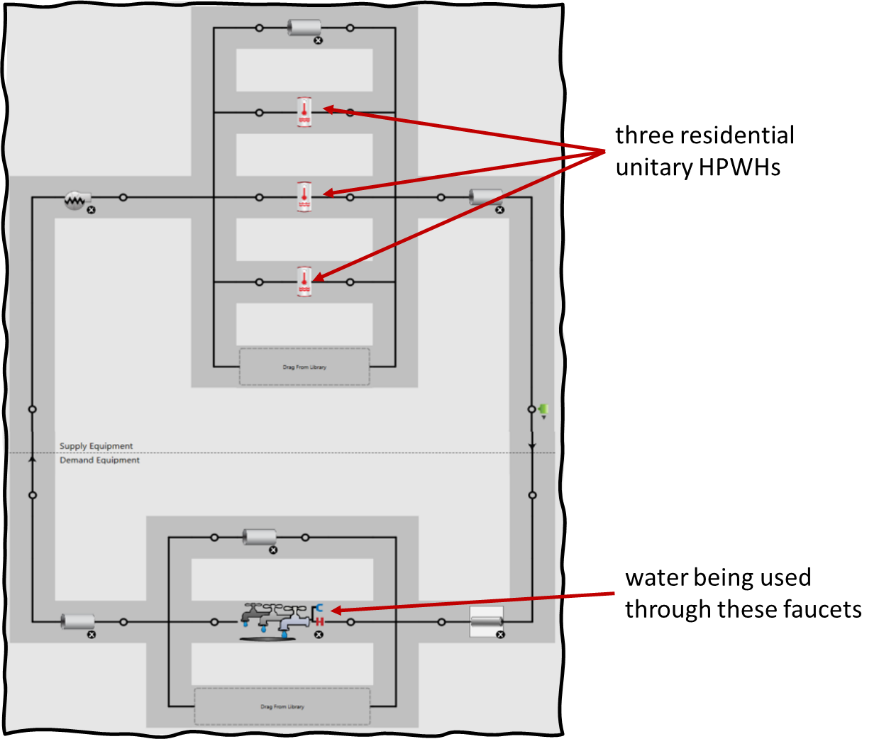 three residential
unitary HPWHs
Drag From Library
Supply Equipment
Demand Equipment
water being used
through these faucets
C
H
Drag From Library